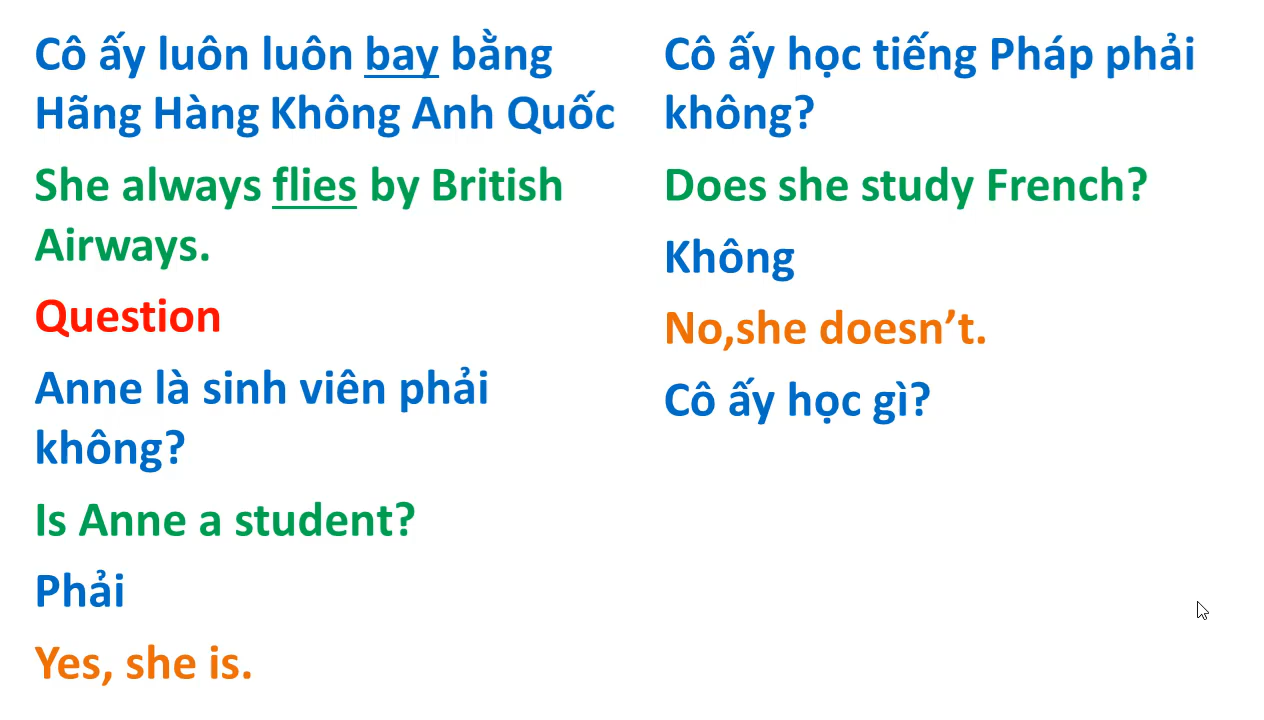 Cô ấy luôn luôn bay bằng
Hãng Hàng Không Anh Quốc
She always flies by British
Airways.
Question
Anne là sinh viên phải
không?
Is Anne a student?
Phải
Yes, she is.
Cô ấy học tiếng Pháp phải
không?
Does she study French?
Không
No,she doesn’t.
Cô ấy học gì?